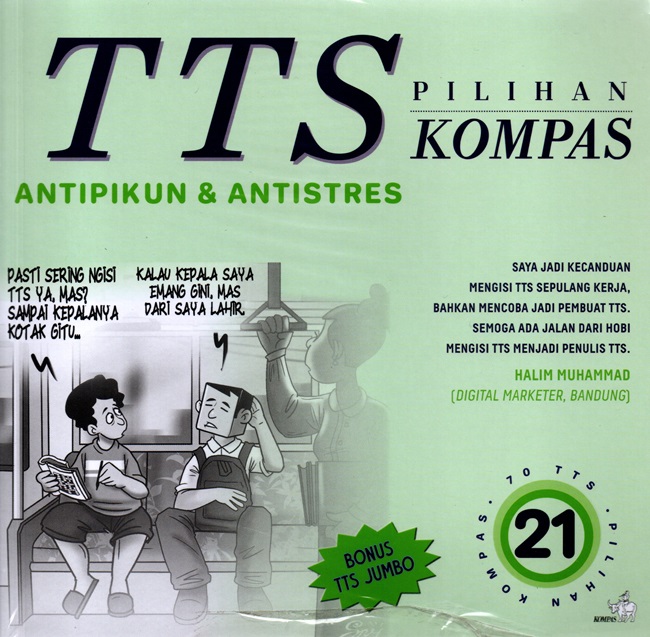 TTS
PILIHAN
KOMPAS
ANTIPIKUN & ANTISTRES
PASTI SERING NGISI
TTS YA, MAS?
SAMPAI KEPALANYA
KOTAK GITU...
KALAU KEPALA SAYA
EMANG GINI, MAS
DARI SAYA LAHIR.
SAYA JADI KECANDUAN
MENGISI TTS SEPULANG KERJA,
BAHKAN MENCOBA JADI PEMBUAT TTS.
SEMOGA ADA JALAN DARI HOBI
MENGISI TTS MENJADI PENULIS TTS.
HALIM MUHAMMAD
(DIGITAL MARKETER, BANDUNG)
70 TTS · PILIHAN KOMPAS ·
21
BONUS
TTS JUMBO
KOMPAS